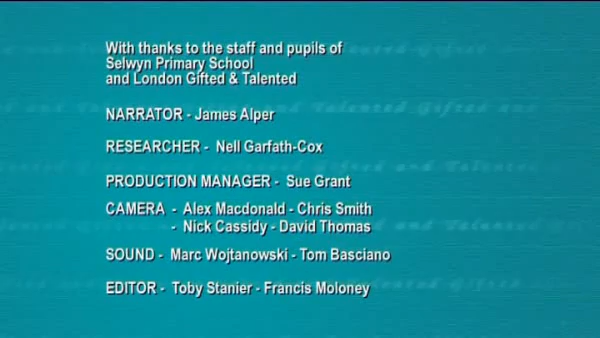 With thanks to the staff and pupils of
Selwyn Primary School
and London Gifted & Talented
NARRATOR - James Alper
RESEARCHER - Nell Garfath-Cox
PRODUCTION MANAGER - Sue Grant
CAMERA - Alex Macdonald - Chris Smith
- Nick Cassidy - David Thomas
SOUND - Marc Wojtanowski - Tom Basciano
EDITOR - Toby Stanier - Francis Moloney